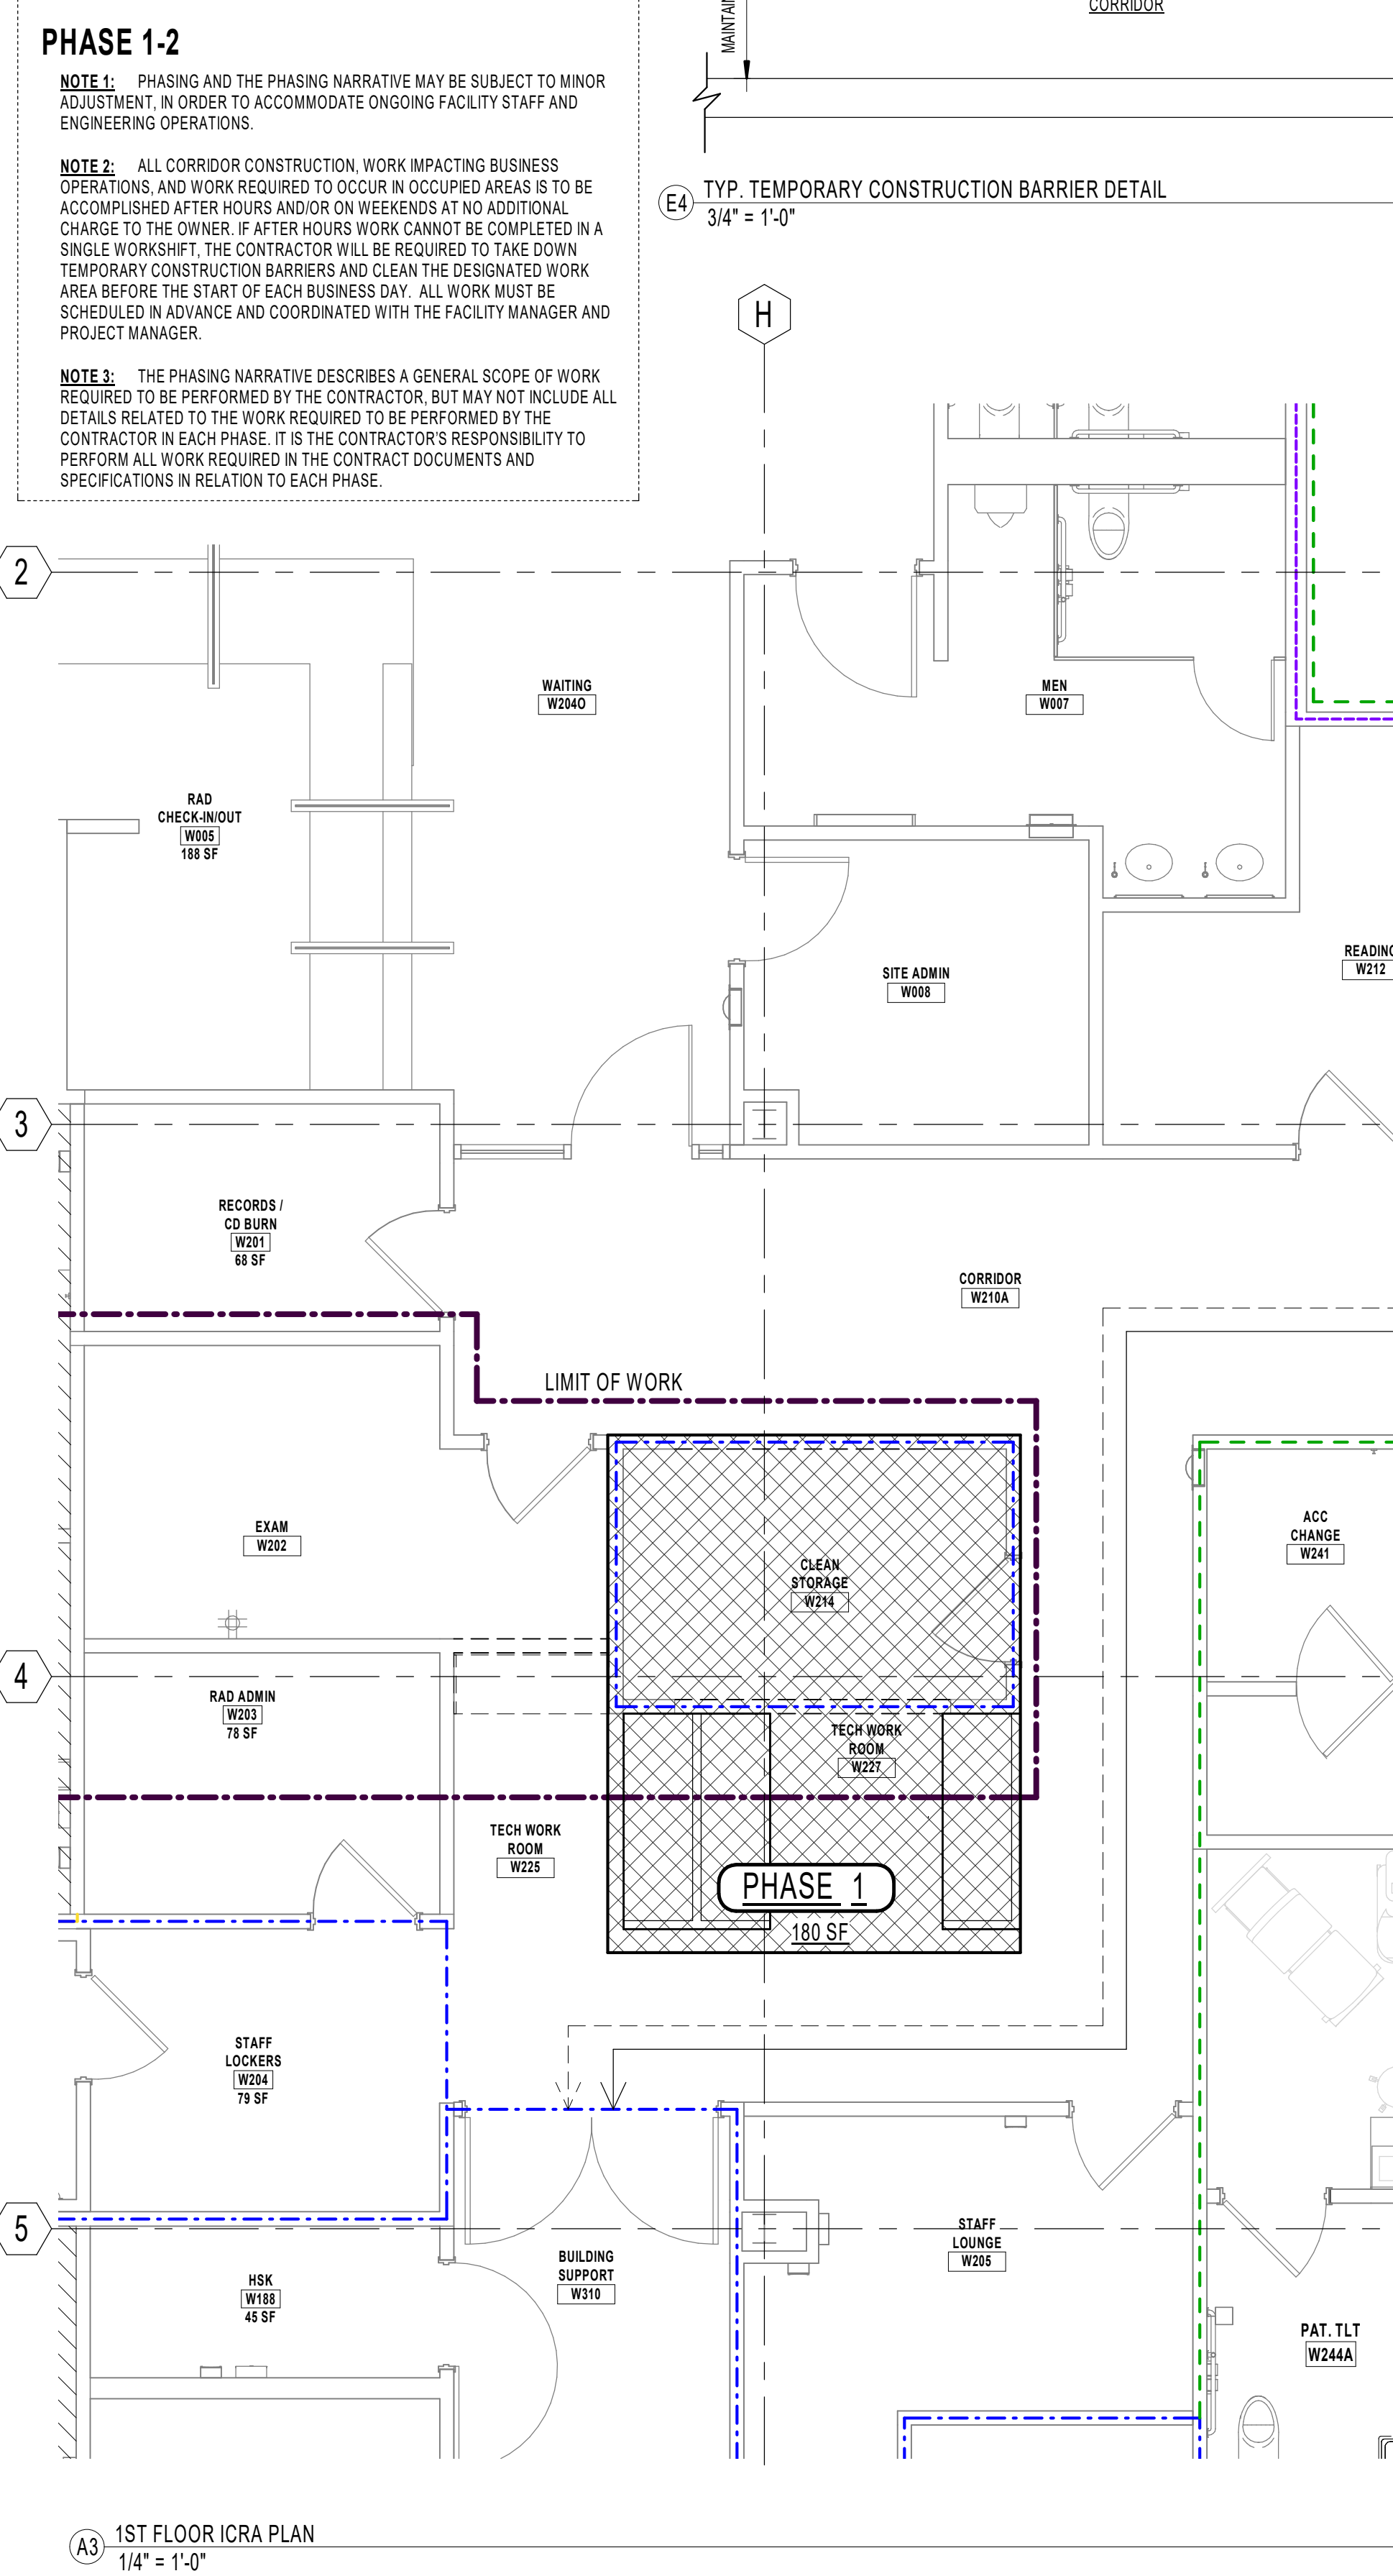 CORRIDOR
MAINTAIN
PHASE 1-2
NOTE 1: PHASING AND THE PHASING NARRATIVE MAY BE SUBJECT TO MINOR
ADJUSTMENT, IN ORDER TO ACCOMMODATE ONGOING FACILITY STAFF AND
ENGINEERING OPERATIONS.
NOTE 2: ALL CORRIDOR CONSTRUCTION, WORK IMPACTING BUSINESS
OPERATIONS, AND WORK REQUIRED TO OCCUR IN OCCUPIED AREAS IS TO BE
ACCOMPLISHED AFTER HOURS AND/OR ON WEEKENDS AT NO ADDITIONAL
CHARGE TO THE OWNER. IF AFTER HOURS WORK CANNOT BE COMPLETED IN A
SINGLE WORKSHIFT, THE CONTRACTOR WILL BE REQUIRED TO TAKE DOWN
TEMPORARY CONSTRUCTION BARRIERS AND CLEAN THE DESIGNATED WORK
AREA BEFORE THE START OF EACH BUSINESS DAY. ALL WORK MUST BE
SCHEDULED IN ADVANCE AND COORDINATED WITH THE FACILITY MANAGER AND
PROJECT MANAGER.
NOTE 3: THE PHASING NARRATIVE DESCRIBES A GENERAL SCOPE OF WORK
REQUIRED TO BE PERFORMED BY THE CONTRACTOR, BUT MAY NOT INCLUDE ALL
DETAILS RELATED TO THE WORK REQUIRED TO BE PERFORMED BY THE
CONTRACTOR IN EACH PHASE. IT IS THE CONTRACTOR'S RESPONSIBILITY TO
PERFORM ALL WORK REQUIRED IN THE CONTRACT DOCUMENTS AND
SPECIFICATIONS IN RELATION TO EACH PHASE.
E4 TYP. TEMPORARY CONSTRUCTION BARRIER DETAIL
3/4" = 1'-0"
H
2
WAITING
W204O
MEN
W007
RAD
CHECK-IN/OUT
W005
188 SF
SITE ADMIN
W008
READING
W212
3
RECORDS /
CD BURN
W201
68 SF
CORRIDOR
W210A
LIMIT OF WORK
EXAM
W202
CLEAN
STORAGE
W214
ACC
CHANGE
W241
4
RAD ADMIN
W203
78 SF
TECH WORK
ROOM
W227
TECH WORK
ROOM
W225
PHASE 1
180 SF
STAFF
LOCKERS
W204
79 SF
5
STAFF
LOUNGE
W205
BUILDING
SUPPORT
W310
HSK
W188
45 SF
PAT. TLT
W244A
A3 1ST FLOOR ICRA PLAN
1/4" = 1'-0"